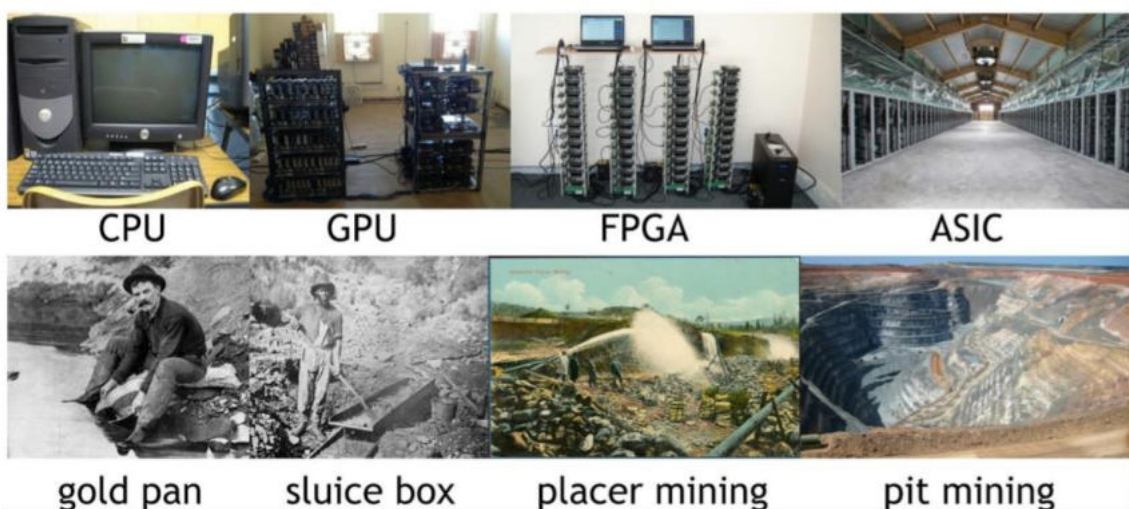 CPU
GPU
FPGA
ASIC
gold pan
sluice box
placer mining
pit mining